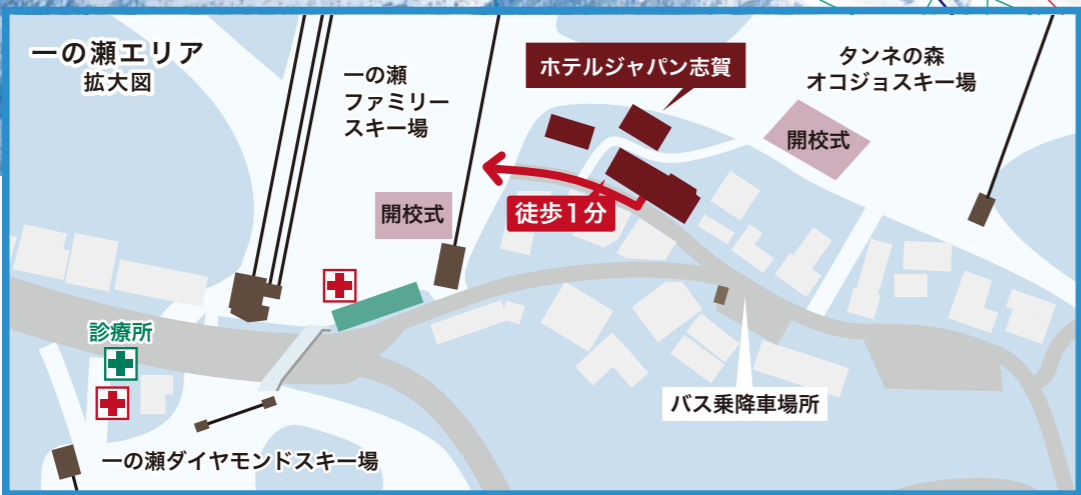 一の瀬エリア
拡大図
一の瀬
ファミリー
スキー場
ホテルジャパン志賀
タンネの森
オコジョスキー場
開校式
開校式
徒歩1分
診療所
バス乗降車場所
一の瀬ダイヤモンドスキー場